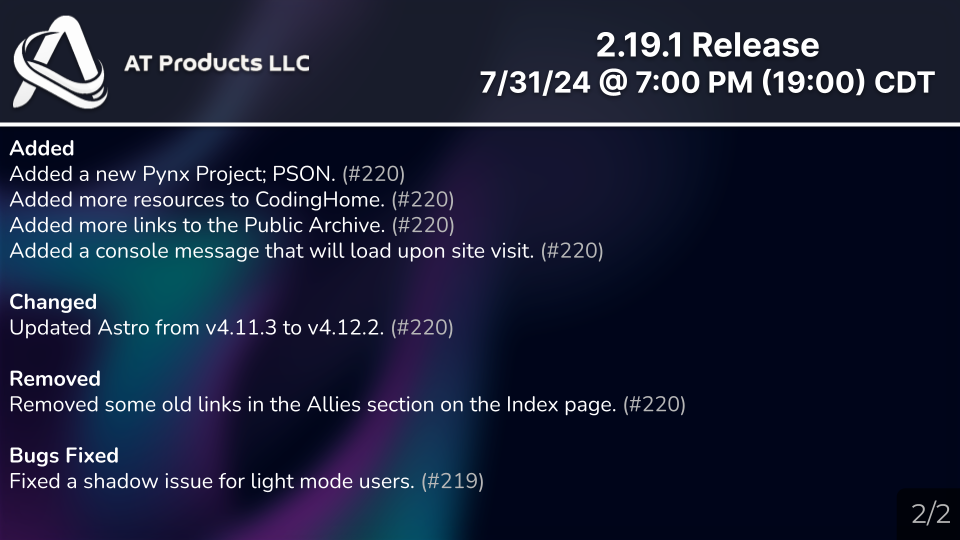 AT Products LLC
2.19.1 Release
7/31/24 @ 7:00 PM (19:00) CDT
Added
Added a new Pynx Project; PSON. (#220)
Added more resources to CodingHome. (#220)
Added more links to the Public Archive. (#220)
Added a console message that will load upon site visit. (#220)
Changed
Updated Astro from v4.11.3 to v4.12.2. (#220)
Removed
Removed some old links in the Allies section on the Index page. (#220)
Bugs Fixed
Fixed a shadow issue for light mode users. (#219)
2/2